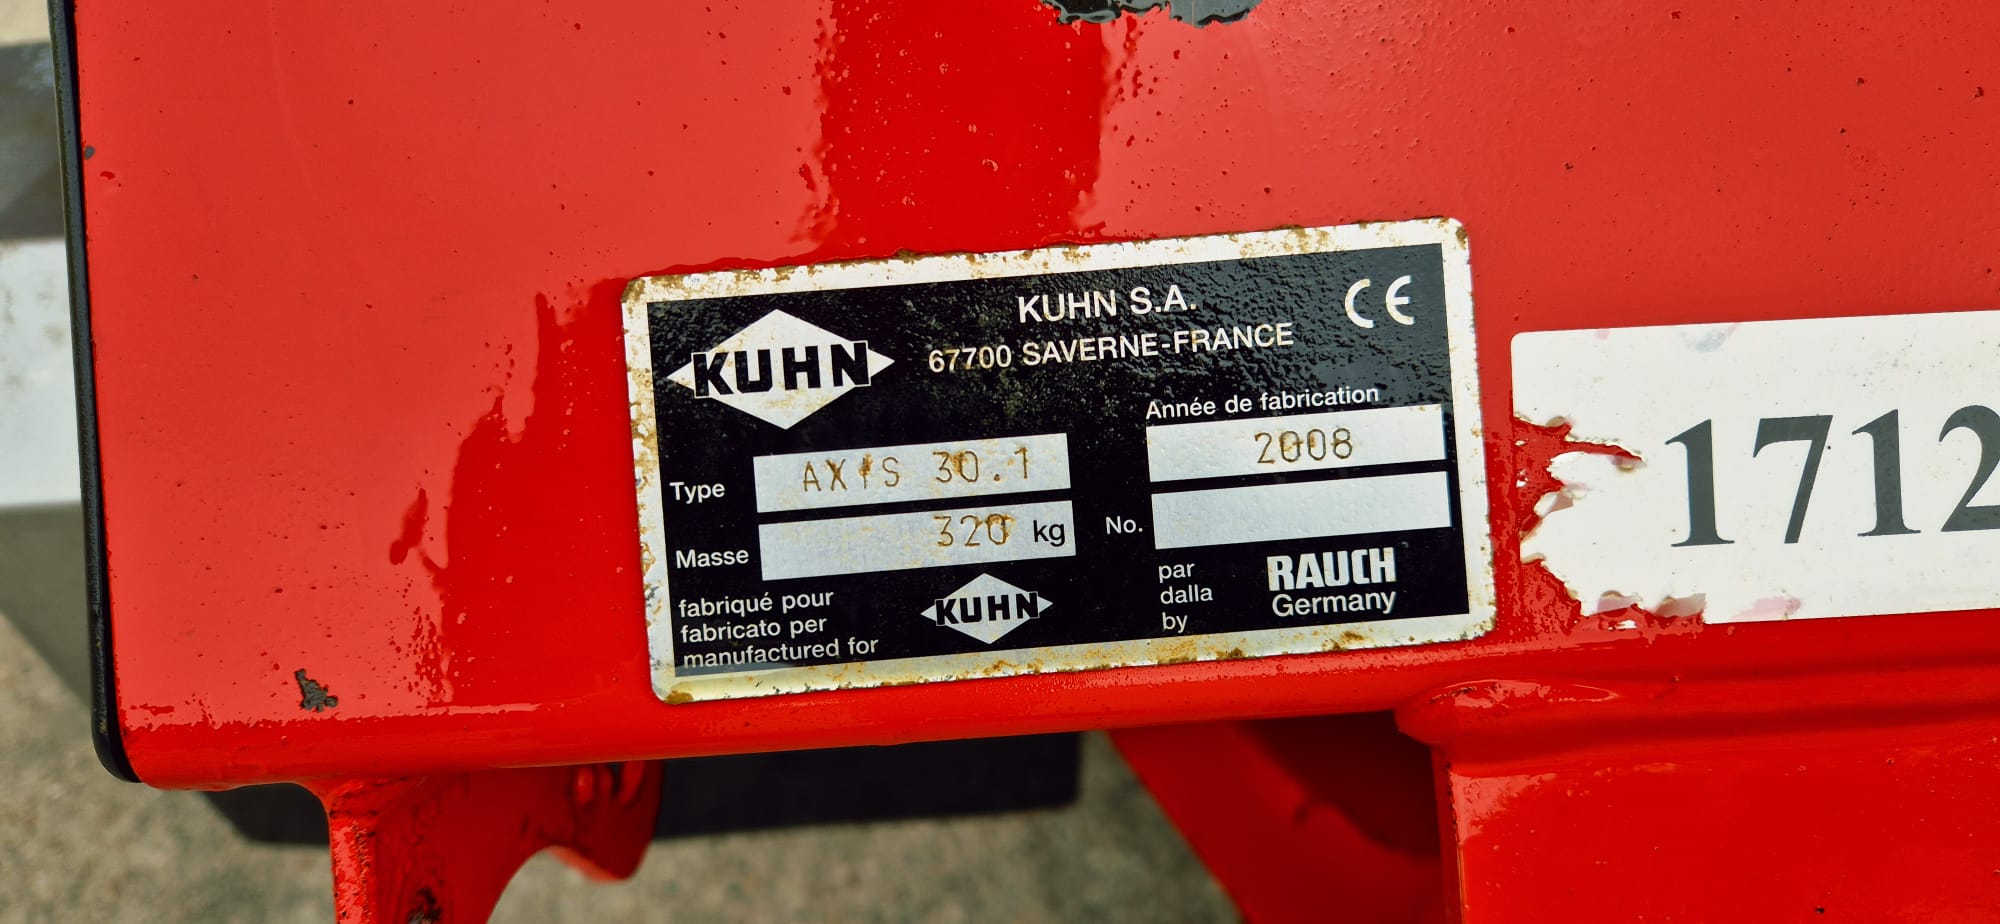 KUHN
KUHN S.A.
67700 SAVERNE-FRANCE
CE
Année de fabrication
2008
Type AXIS 30.1
Masse 320 kg
No.
fabriqué pour
fabricato per
manufactured for
KUHN
par
dalla
by
RAUCH
Germany
1712